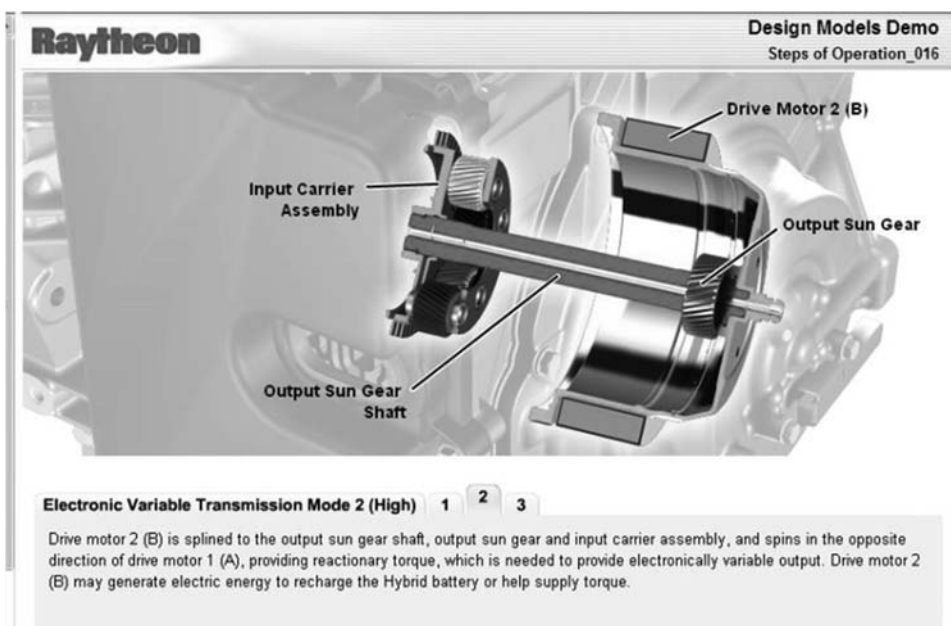 Raytheon
Design Models Demo
Steps of Operation_016
Drive Motor 2 (B)
Input Carrier
Assembly
Output Sun Gear
Output Sun Gear
Shaft
Electronic Variable Transmission Mode 2 (High) 1 2 3
Drive motor 2 (B) is splined to the output sun gear shaft, output sun gear and input carrier assembly, and spins in the opposite
direction of drive motor 1 (A), providing reactionary torque, which is needed to provide electronically variable output. Drive motor 2
(B) may generate electric energy to recharge the Hybrid battery or help supply torque.